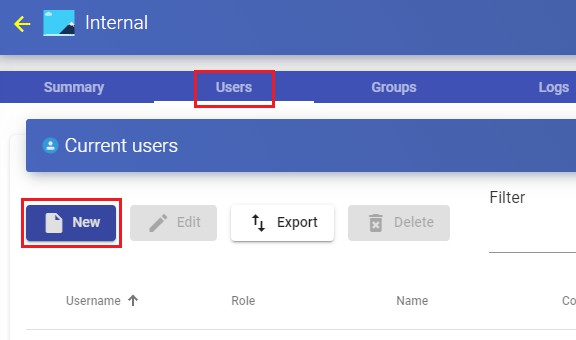 Internal
Summary Users Groups Logs
Current users
New Edit Export Delete Filter
Username Role Name Co